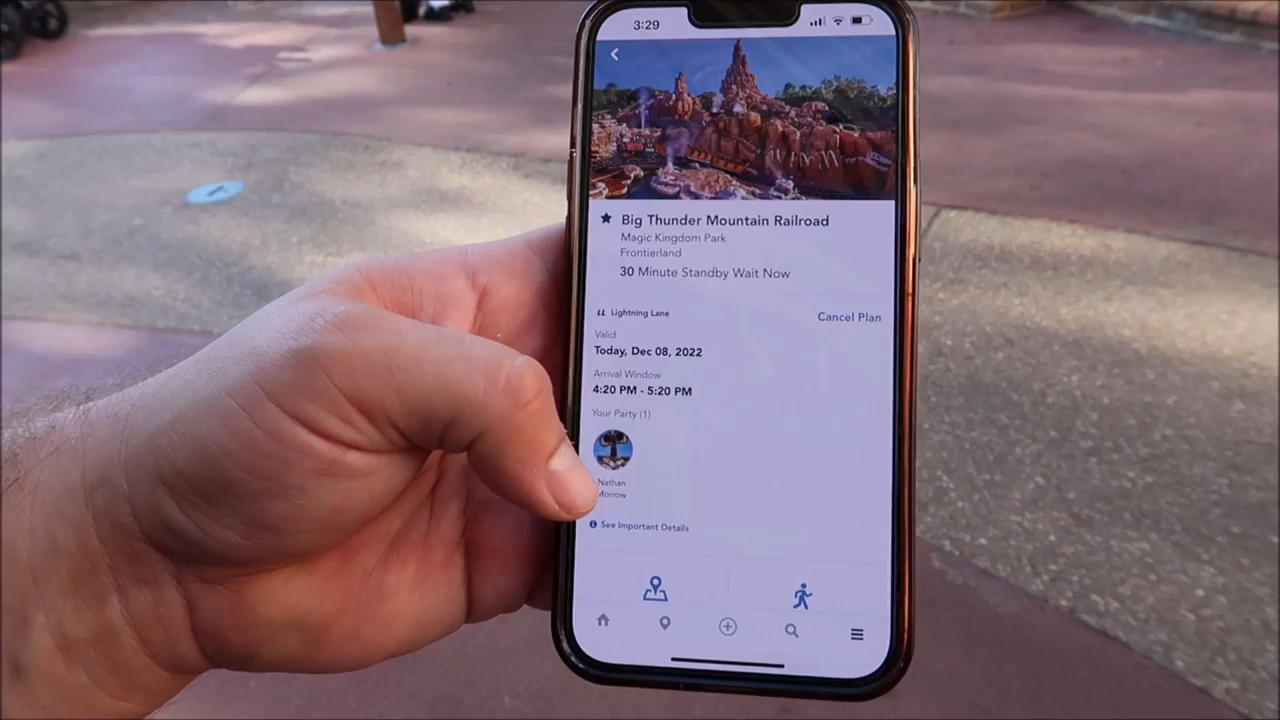 3:29
Big Thunder Mountain Railroad
Magic Kingdom Park
Frontierland
30 Minute Standby Wait Now
Lightning Lane
Cancel Plan
Valid
Today, Dec 08, 2022
Arrival Window
4:20 PM - 5:20 PM
Your Party (1)
Nathan
Morrow
See Important Details